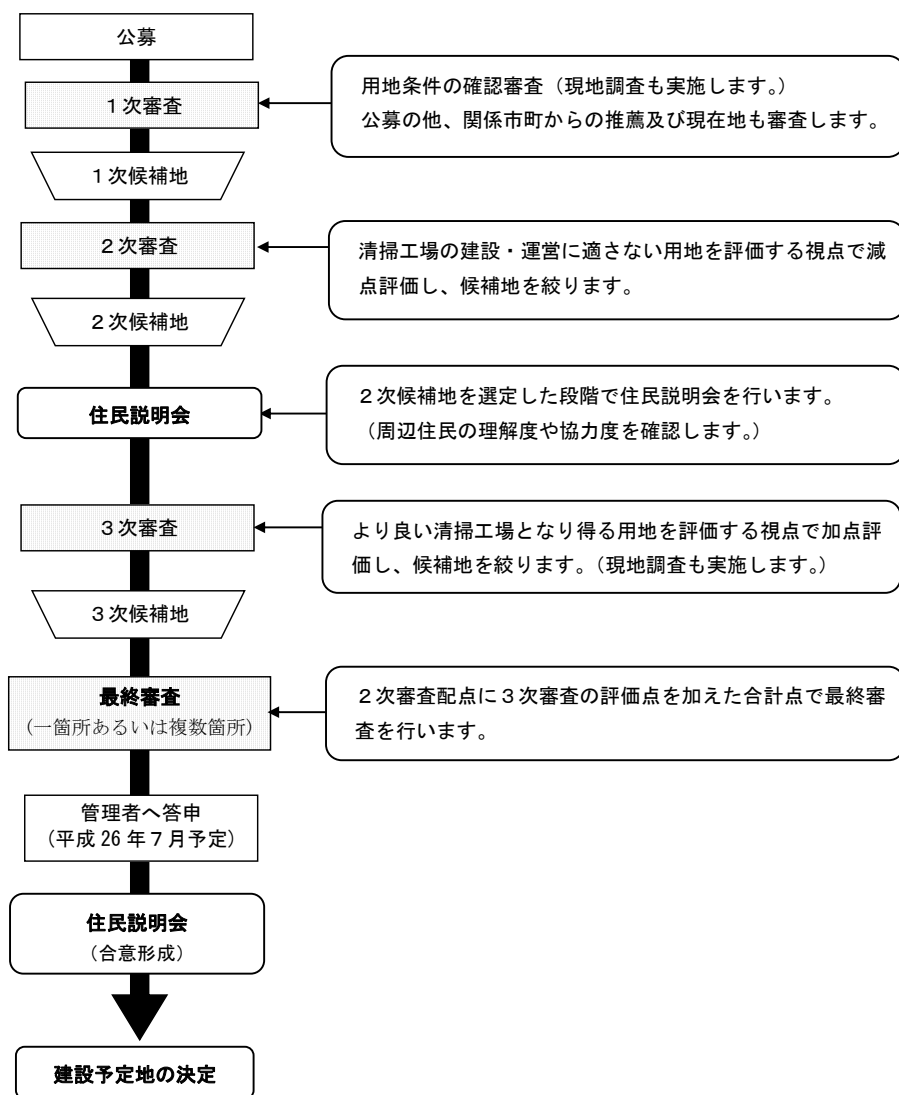 公募
1次審査
用地条件の確認審査（現地調査も実施します。）
公募の他、関係市町からの推薦及び現在地も審査します。
1次候補地
2次審査
清掃工場の建設・運営に適さない用地を評価する視点で減
点評価し、候補地を絞ります。
2次候補地
住民説明会
2次候補地を選定した段階で住民説明会を行います。
（周辺住民の理解度や協力度を確認します。）
3次審査
より良い清掃工場となり得る用地を評価する視点で加点評
価し、候補地を絞ります。（現地調査も実施します。）
3次候補地
最終審査
（一箇所あるいは複数箇所）
2次審査配点に3次審査の評価点を加えた合計点で最終審
査を行います。
管理者へ答申
（平成26年7月予定）
住民説明会
（合意形成）
建設予定地の決定